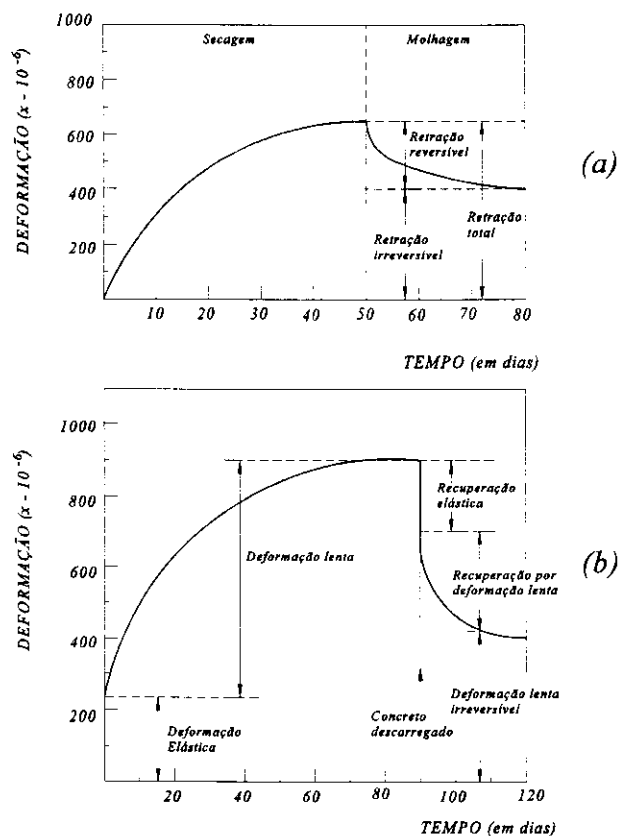 Secagem
Molhagem
DEFORMAÇÃO (x - 10⁻⁶)
1000
800
600
400
200
Retração
reversível
Retração
irreversível
Retração
total
(a)
10 20 30 40 50 60 70 80
TEMPO (em dias)
DEFORMAÇÃO (x - 10⁻⁶)
1000
800
600
400
200
Recuperação
elástica
Deformação lenta
Recuperação por
deformação lenta
(b)
Deformação lenta
irreversível
Concreto
descarregado
Deformação
Elástica
20 40 60 80 100 120
TEMPO (em dias)